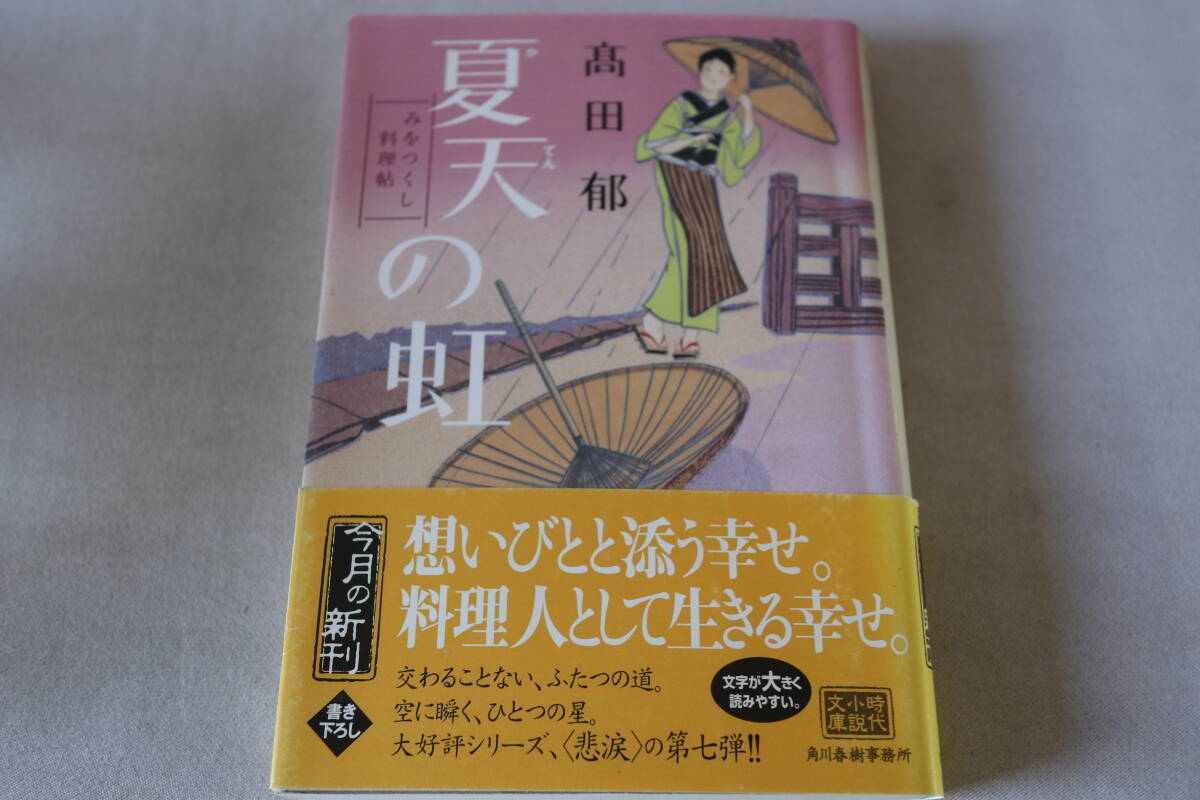 髙田郁
夏天の虹
か
てん
みをつくし
料理帖
今月の新刊
想いびとと添う幸せ。
料理人として生きる幸せ。
書き
下ろし
交わることない、ふたつの道。
空に瞬く、ひとつの星。
大好評シリーズ、〈悲涙〉の第七弾!!
文字が大きく
読みやすい。
時代
小説
文庫
角川春樹事務所